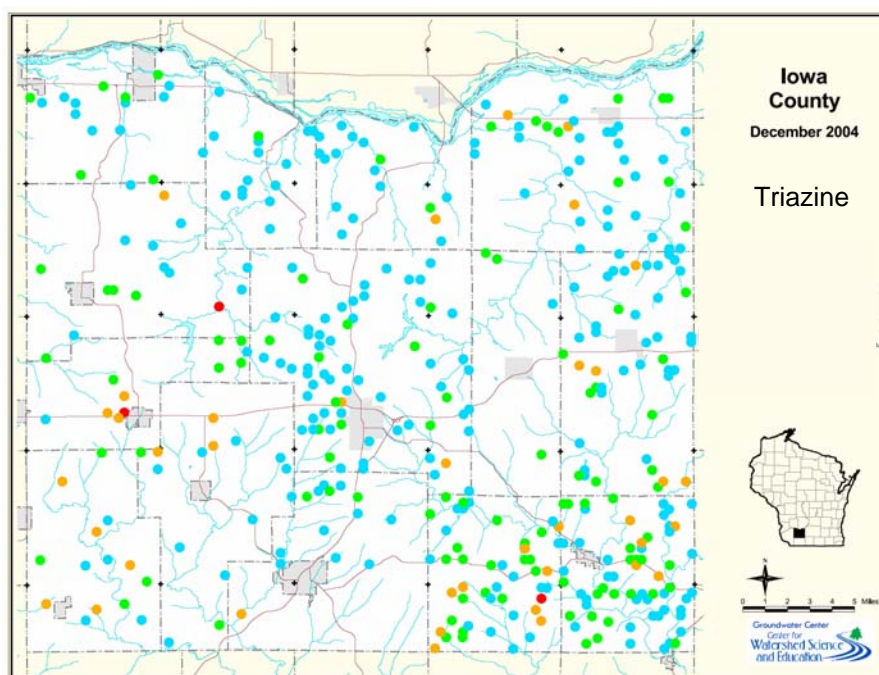 Iowa
County
December 2004
Triazine
N
0 1 2 3 4 5 Miles
Groundwater Center
Center for
Watershed Science
and Education